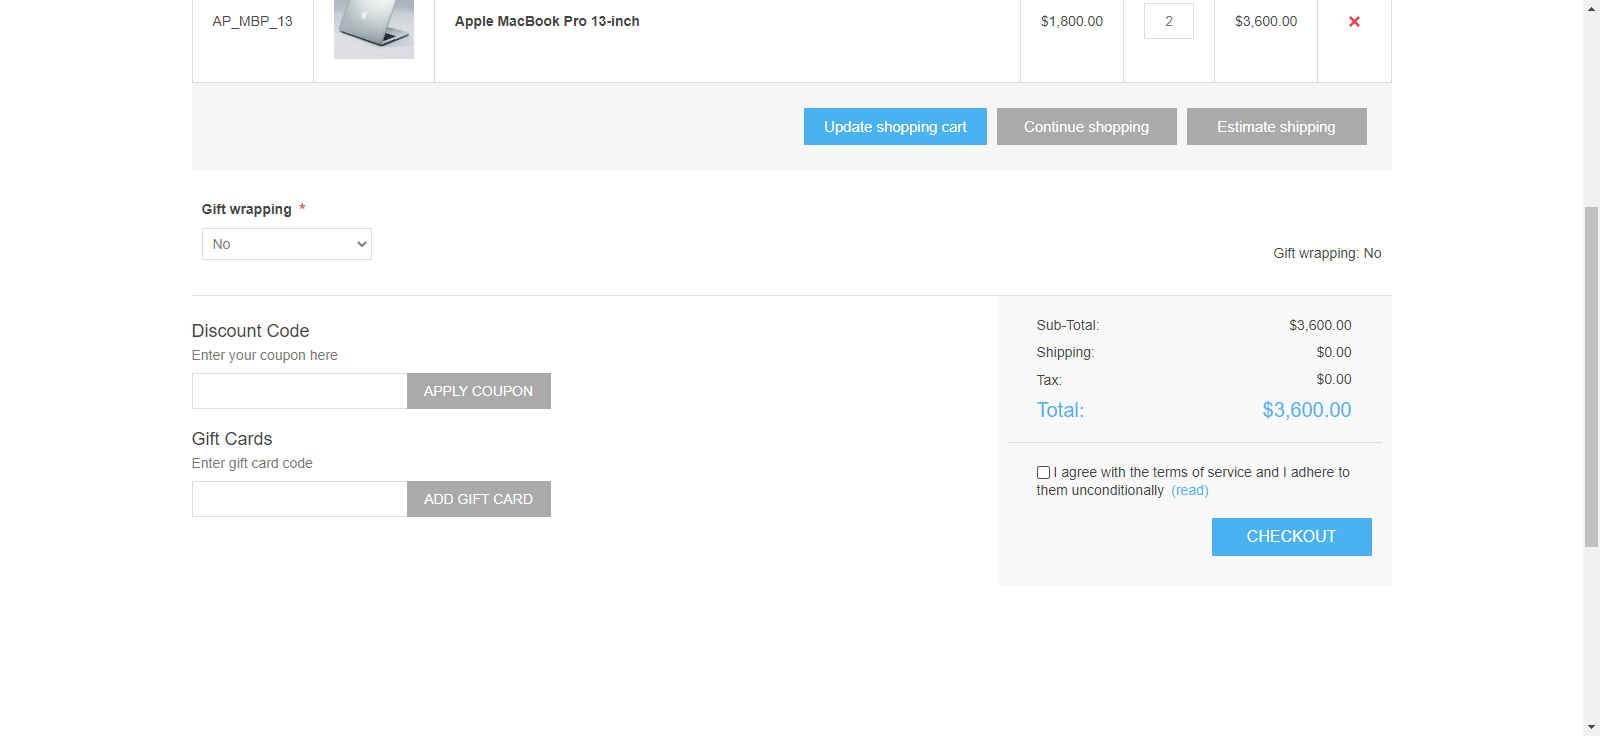 AP_MBP_13 Apple MacBook Pro 13-inch $1,800.00 2 $3,600.00
Update shopping cart Continue shopping Estimate shipping
Gift wrapping *
No
Gift wrapping: No
Discount Code
Enter your coupon here
APPLY COUPON
Gift Cards
Enter gift card code
ADD GIFT CARD
Sub-Total: $3,600.00
Shipping: $0.00
Tax: $0.00
Total: $3,600.00
I agree with the terms of service and I adhere to
them unconditionally (read)
CHECKOUT